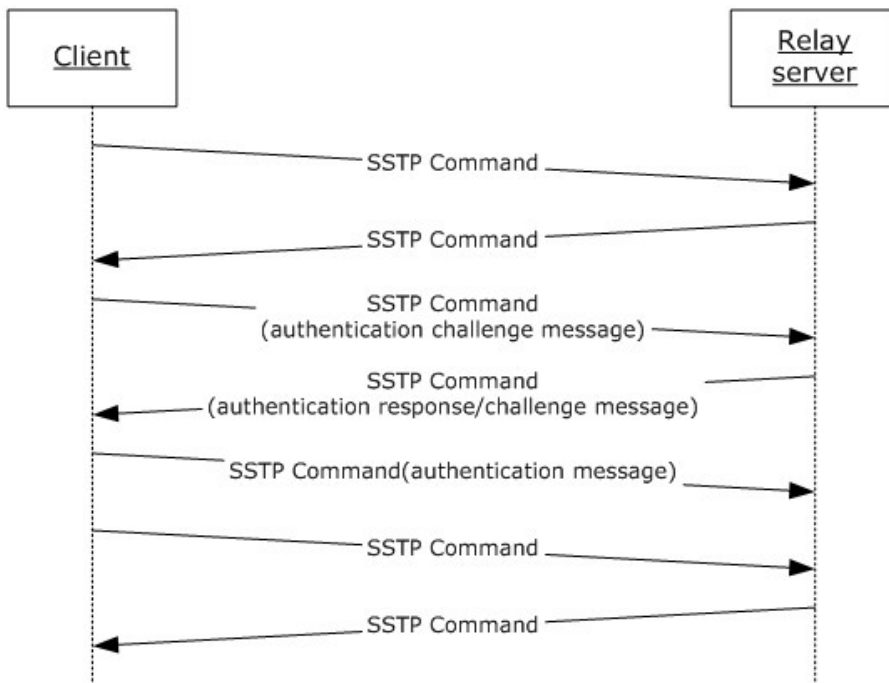 Client
Relay
server
SSTP Command
SSTP Command
SSTP Command
(authentication challenge message)
SSTP Command
(authentication response/challenge message)
SSTP Command(authentication message)
SSTP Command
SSTP Command